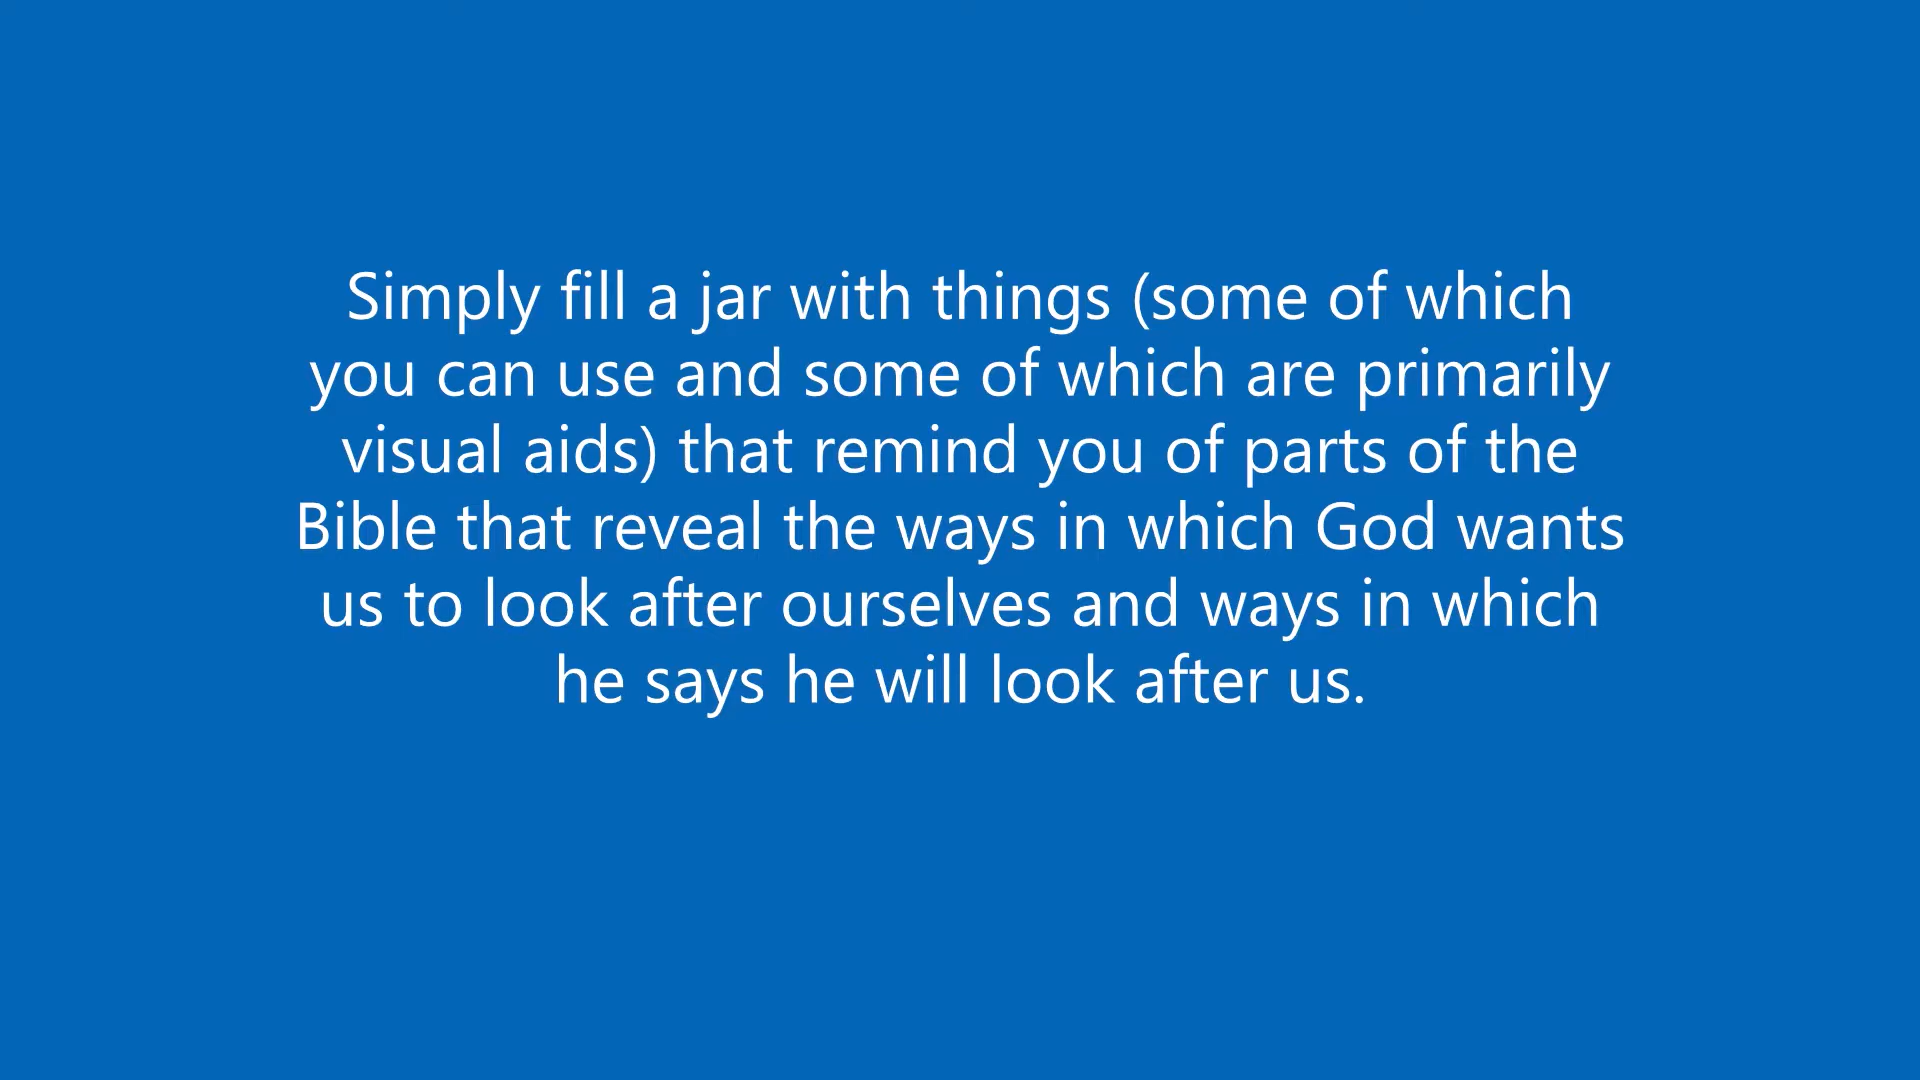 Simply fill a jar with things (some of which
you can use and some of which are primarily
visual aids) that remind you of parts of the
Bible that reveal the ways in which God wants
us to look after ourselves and ways in which
he says he will look after us.